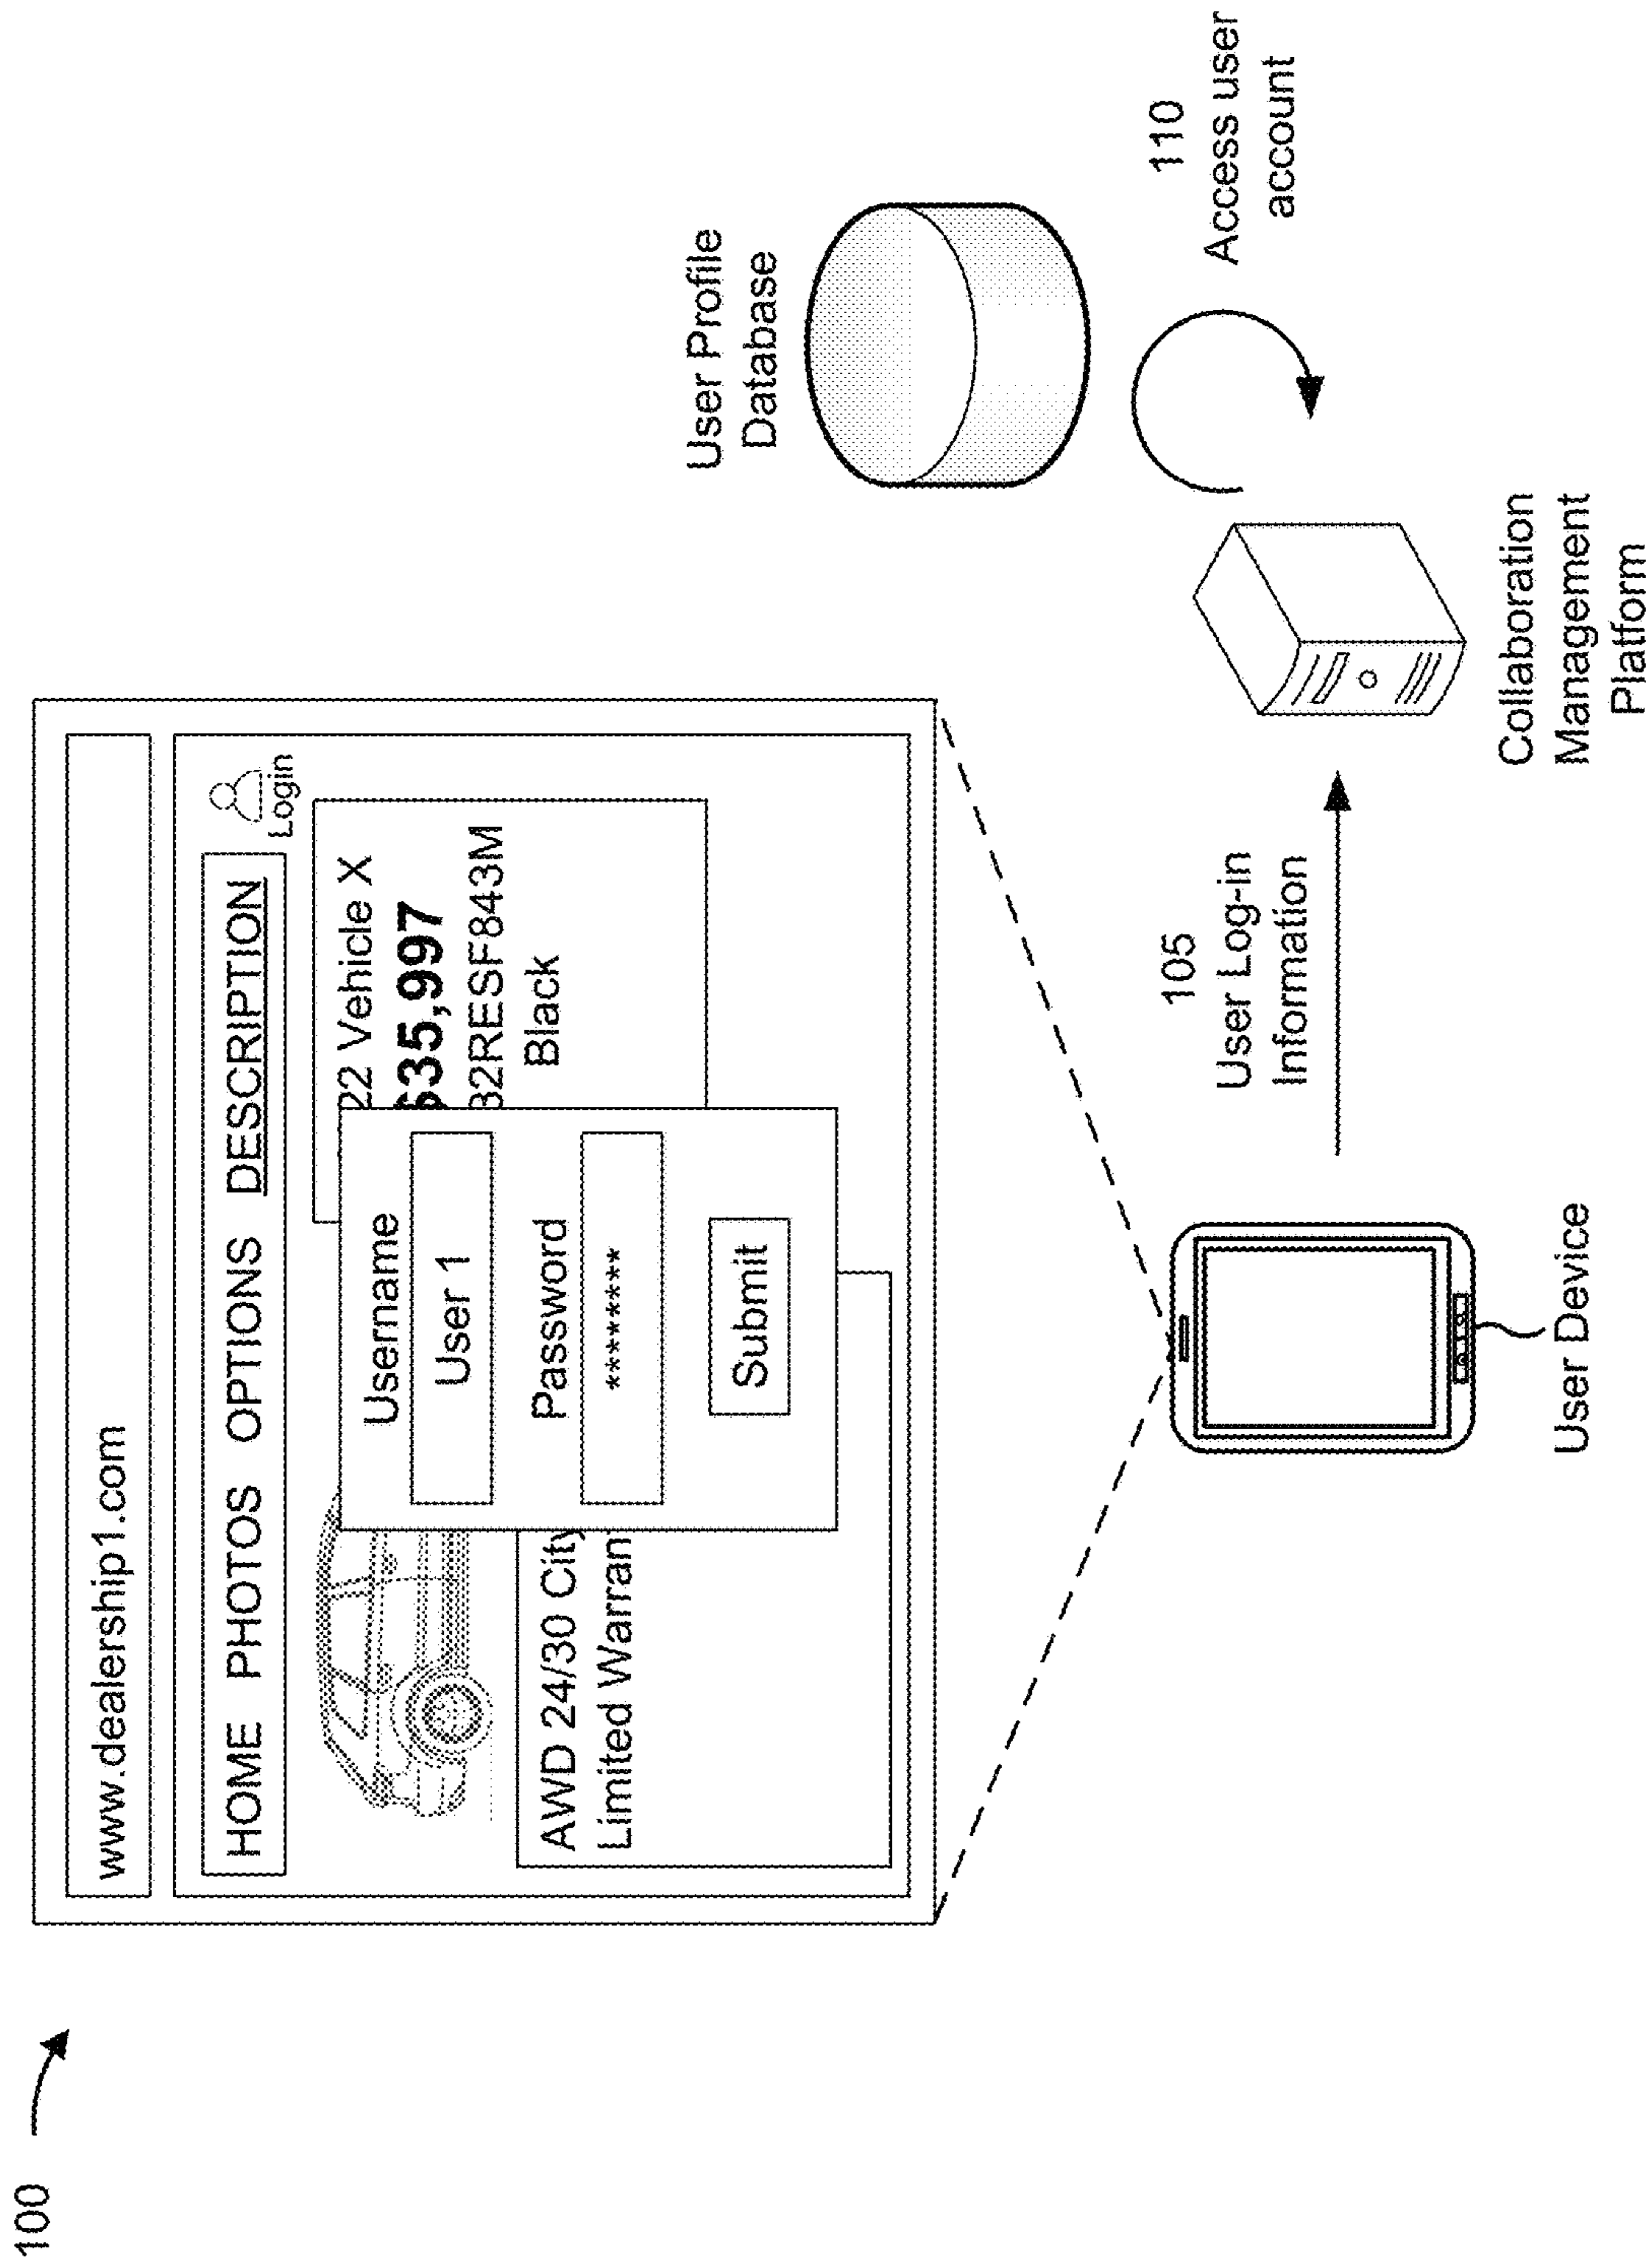 100
www.dealership1.com
HOME PHOTOS OPTIONS DESCRIPTION
Login
22 Vehicle X
$35,997
32RESF843M
Black
AWD 24/30 City
Limited Warran
Username
User 1
Password
********
Submit
User Profile
Database
105
User Log-in
Information
110
Access user
account
User Device
Collaboration
Management
Platform